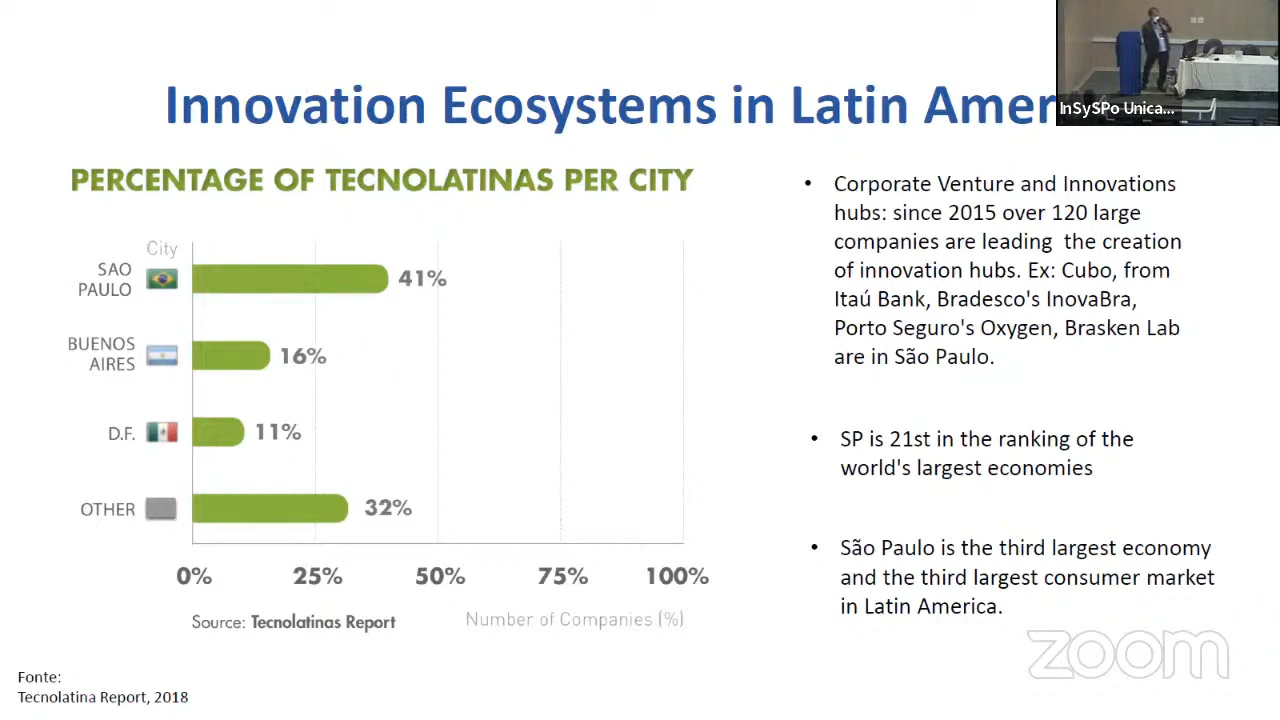 Innovation Ecosystems in Latin Amer
InSySPo Unica...
PERCENTAGE OF TECNOLATINAS PER CITY
City
SAO
PAULO
41%
BUENOS
AIRES
16%
D.F.
11%
OTHER
32%
0% 25% 50% 75% 100%
Source: Tecnolatinas Report
Number of Companies (%)
• Corporate Venture and Innovations
hubs: since 2015 over 120 large
companies are leading the creation
of innovation hubs. Ex: Cubo, from
Itaú Bank, Bradesco's InovaBra,
Porto Seguro's Oxygen, Brasken Lab
are in São Paulo.
• SP is 21st in the ranking of the
world's largest economies
• São Paulo is the third largest economy
and the third largest consumer market
in Latin America.
zoom
Fonte:
Tecnolatina Report, 2018